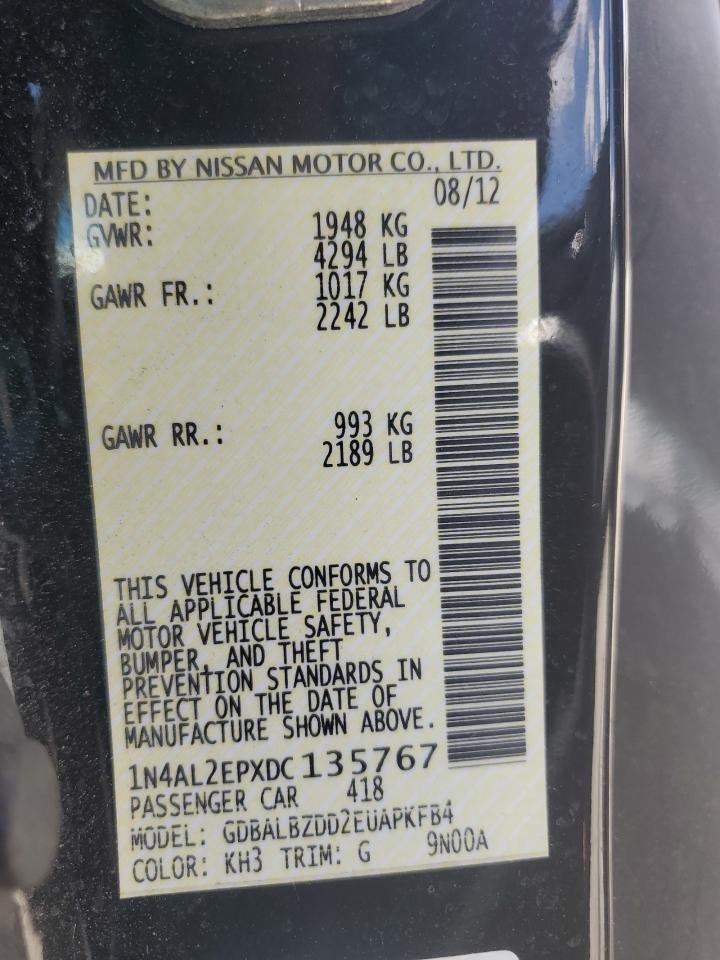 MFD BY NISSAN MOTOR CO., LTD.
DATE: 08/12
GVWR: 1948 KG
4294 LB
GAWR FR.: 1017 KG
2242 LB
GAWR RR.: 993 KG
2189 LB
THIS VEHICLE CONFORMS TO
ALL APPLICABLE FEDERAL
MOTOR VEHICLE SAFETY,
BUMPER, AND THEFT
PREVENTION STANDARDS IN
EFFECT ON THE DATE OF
MANUFACTURE SHOWN ABOVE.
1N4AL2EPXDC135767
PASSENGER CAR 418
MODEL: GDBALBZDD2EUAPKFB4
COLOR: KH3 TRIM: G 9N00A